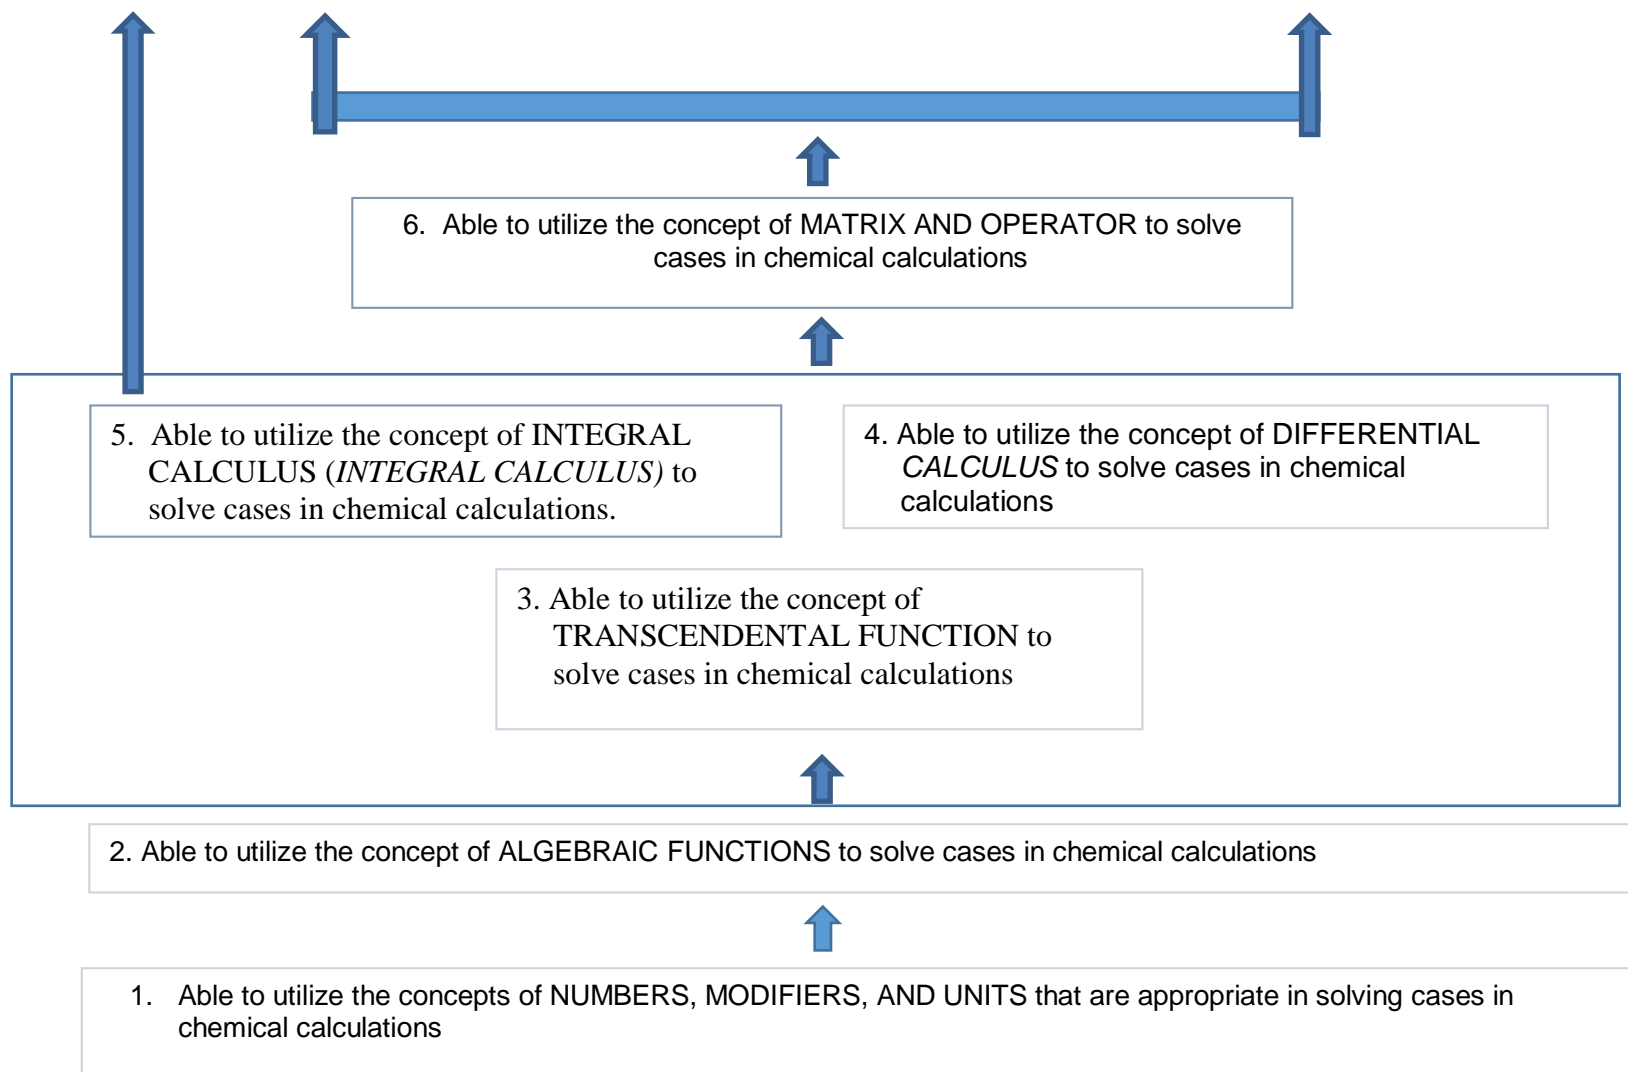 6. Able to utilize the concept of MATRIX AND OPERATOR to solve
cases in chemical calculations
5. Able to utilize the concept of INTEGRAL
CALCULUS (INTEGRAL CALCULUS) to
solve cases in chemical calculations.
4. Able to utilize the concept of DIFFERENTIAL
CALCULUS to solve cases in chemical
calculations
3. Able to utilize the concept of
TRANSCENDENTAL FUNCTION to
solve cases in chemical calculations
2. Able to utilize the concept of ALGEBRAIC FUNCTIONS to solve cases in chemical calculations
1. Able to utilize the concepts of NUMBERS, MODIFIERS, AND UNITS that are appropriate in solving cases in
chemical calculations